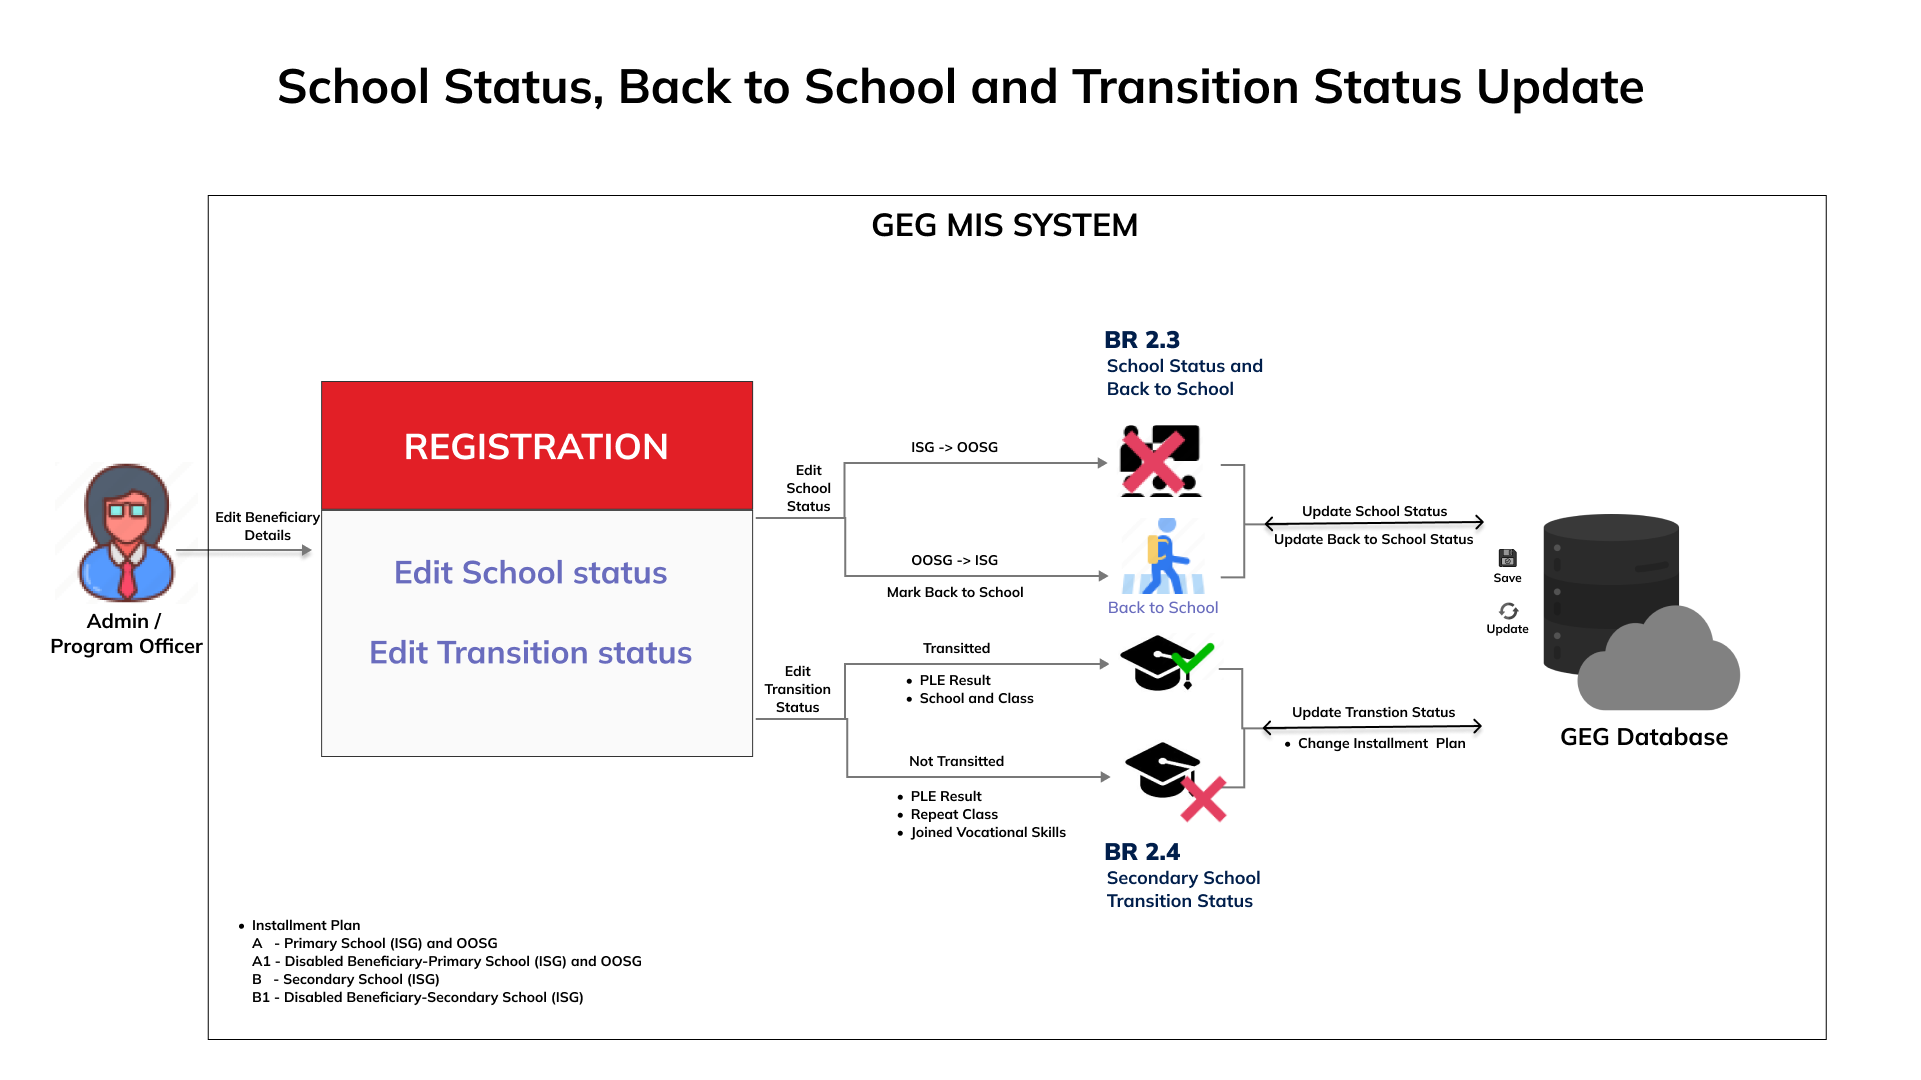 School Status, Back to School and Transition Status Update
GEG MIS SYSTEM
Admin /
Program Officer
Edit Beneficiary
Details
REGISTRATION
Edit School status
Edit Transition status
Edit
School
Status
ISG -> OOSG
OOSG -> ISG
Mark Back to School
BR 2.3
School Status and
Back to School
Back to School
Edit
Transition
Status
Transitted
• PLE Result
• School and Class
Not Transitted
• PLE Result
• Repeat Class
• Joined Vocational Skills
BR 2.4
Secondary School
Transition Status
Update School Status
Update Back to School Status
Update Transtion Status
• Change Installment Plan
Save
Update
GEG Database
• Installment Plan
A - Primary School (ISG) and OOSG
A1 - Disabled Beneficiary-Primary School (ISG) and OOSG
B - Secondary School (ISG)
B1 - Disabled Beneficiary-Secondary School (ISG)